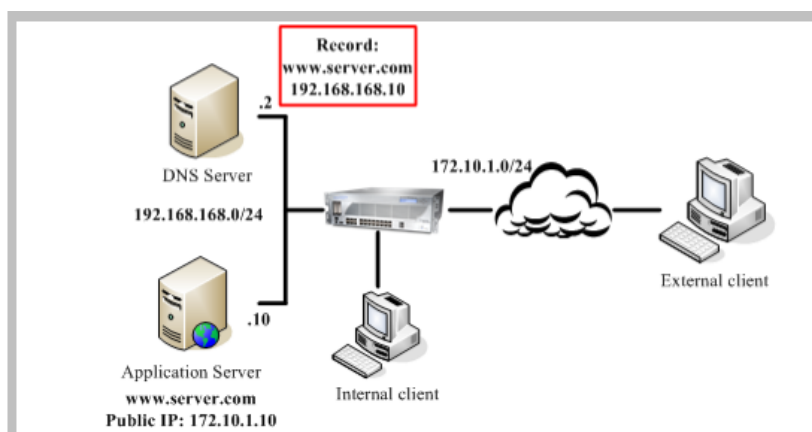 Record:
www.server.com
192.168.168.10
.2
DNS Server
172.10.1.0/24
192.168.168.0/24
External client
.10
Application Server
www.server.com
Public IP: 172.10.1.10
Internal client